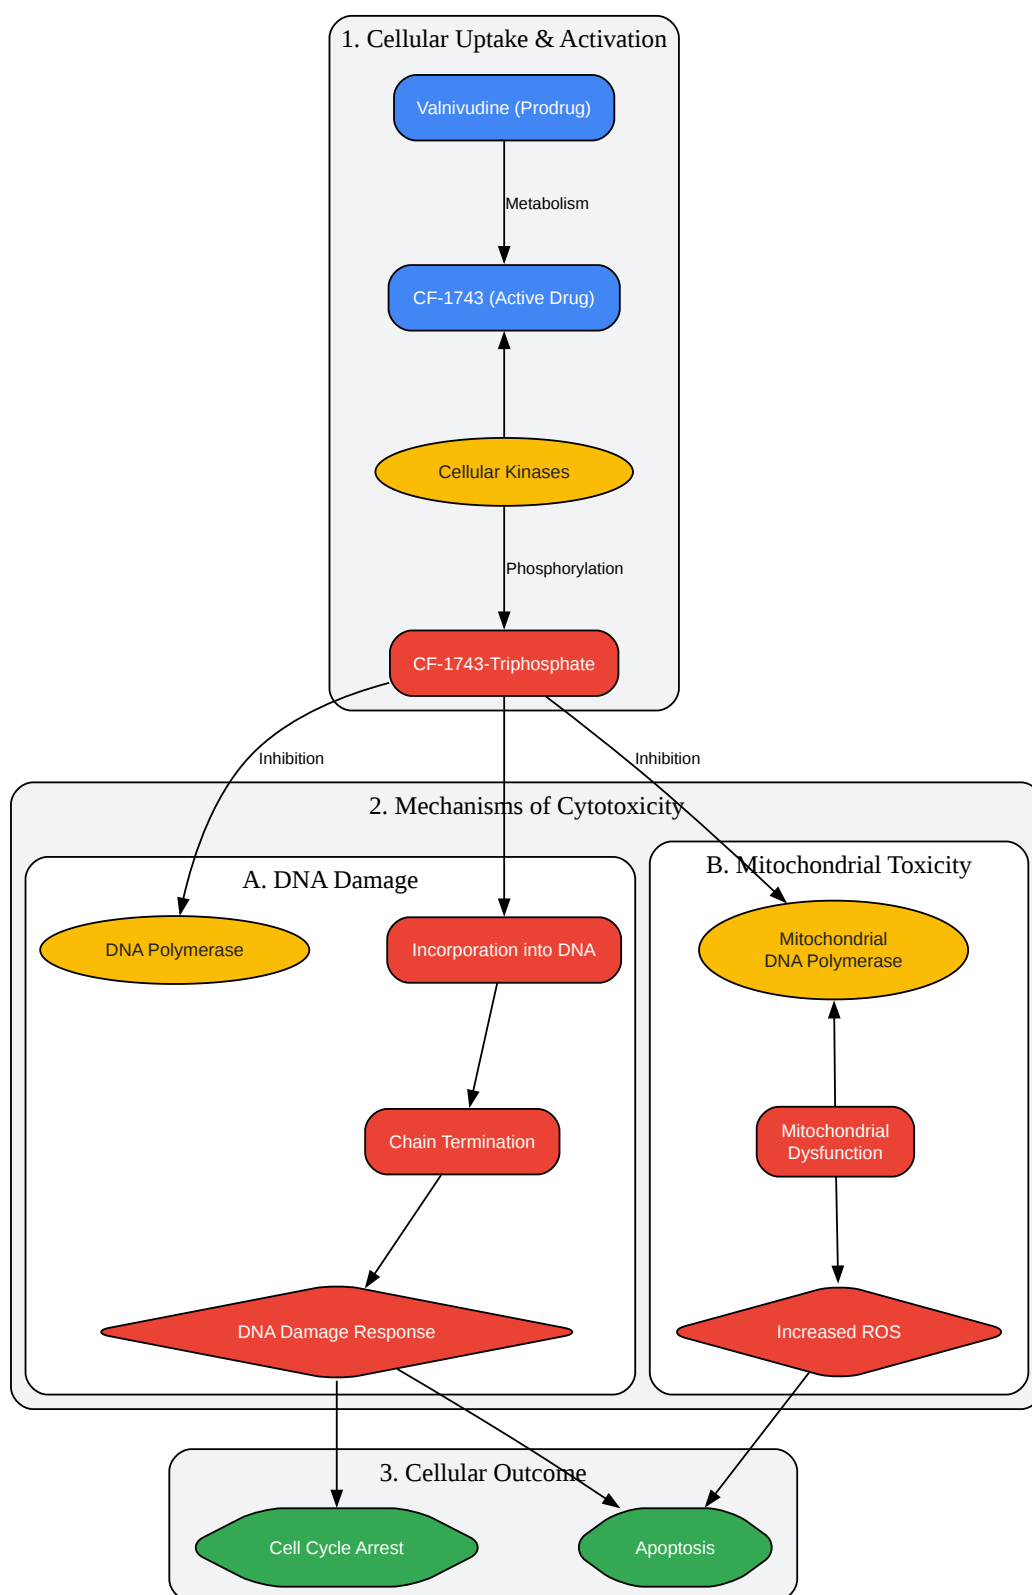 1. Cellular Uptake & Activation
Valnivudine (Prodrug)
Metabolism
CF-1743 (Active Drug)
Cellular Kinases
Phosphorylation
CF-1743-Triphosphate
Inhibition
Inhibition
2. Mechanisms of Cytotoxicity
A. DNA Damage
B. Mitochondrial Toxicity
DNA Polymerase
Incorporation into DNA
Mitochondrial
DNA Polymerase
Chain Termination
Mitochondrial
Dysfunction
DNA Damage Response
Increased ROS
3. Cellular Outcome
Cell Cycle Arrest
Apoptosis